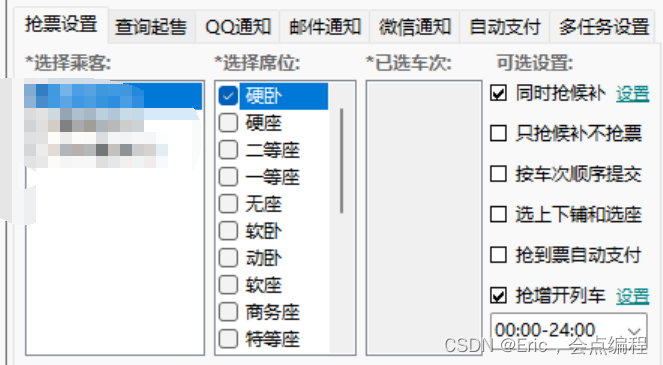 抢票设置 查询起售 QQ通知 邮件通知 微信通知 自动支付 多任务设置
*选择乘客: *选择席位: *已选车次: 可选设置:
硬卧
硬座
二等座
一等座
无座
软卧
动卧
软座
商务座
特等座
同时抢候补 设置
只抢候补不抢票
按车次顺序提交
选上下铺和选座
抢到票自动支付
抢增开列车 设置
00:00-24:00
CSDN @Eric，会点编程